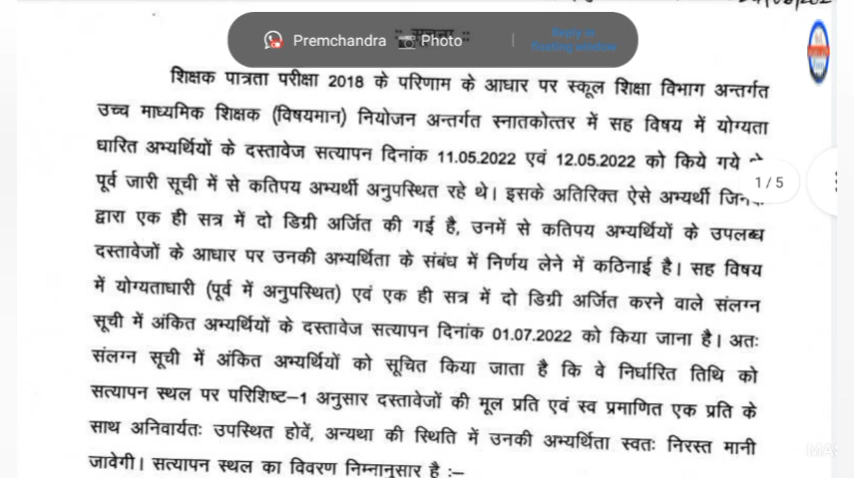 :: सूचना ::
Premchandra Photo
Reply on
floating window
शिक्षक पात्रता परीक्षा 2018 के परिणाम के आधार पर स्कूल शिक्षा विभाग अन्तर्गत
उच्च माध्यमिक शिक्षक (विषयमान) नियोजन अन्तर्गत स्नातकोत्तर में सह विषय में योग्यता
धारित अभ्यर्थियों के दस्तावेज सत्यापन दिनांक 11.05.2022 एवं 12.05.2022 को किये गये थे
पूर्व जारी सूची में से कतिपय अभ्यर्थी अनुपस्थित रहे थे। इसके अतिरिक्त ऐसे अभ्यर्थी
1 / 5
द्वारा एक ही सत्र में दो डिग्री अर्जित की गई है, उनमें से कतिपय अभ्यर्थियों के उपलब्ध
दस्तावेजों के आधार पर उनकी अभ्यर्थिता के संबंध में निर्णय लेने में कठिनाई है। सह विषय
में योग्यताधारी (पूर्व में अनुपस्थित) एवं एक ही सत्र में दो डिग्री अर्जित करने वाले संलग्न
सूची में अंकित अभ्यर्थियों के दस्तावेज सत्यापन दिनांक 01.07.2022 को किया जाना है। अतः
संलग्न सूची में अंकित अभ्यर्थियों को सूचित किया जाता है कि वे निर्धारित तिथि को
सत्यापन स्थल पर परिशिष्ट–1 अनुसार दस्तावेजों की मूल प्रति एवं स्व प्रमाणित एक प्रति के
साथ अनिवार्यतः उपस्थित होवें, अन्यथा की स्थिति में उनकी अभ्यर्थिता स्वतः निरस्त मानी
जावेगी। सत्यापन स्थल का विवरण निम्नानुसार है :–